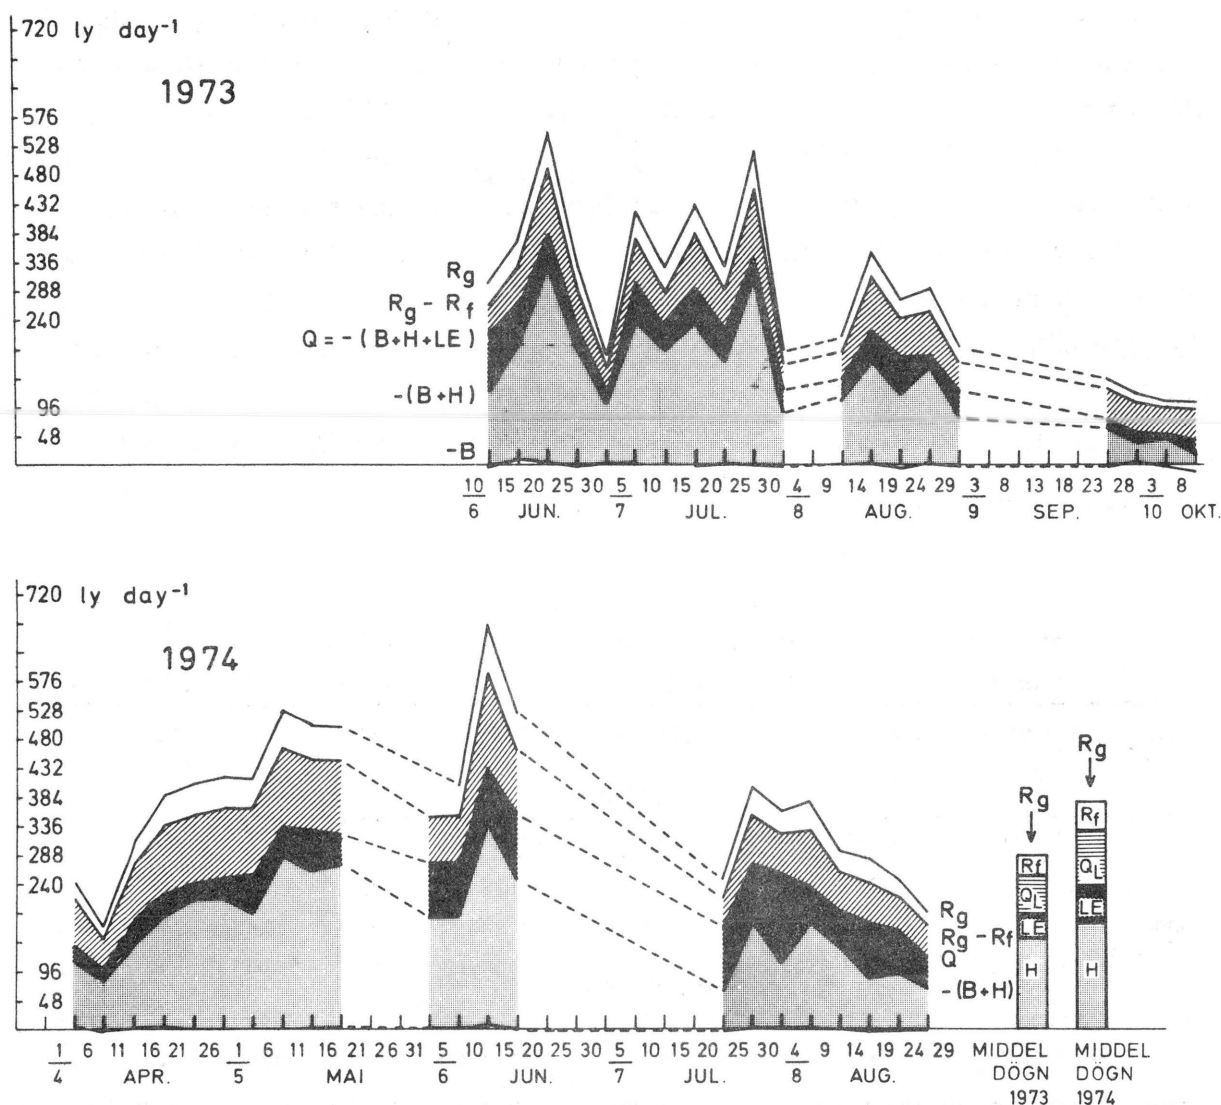 720 ly day⁻¹
1973
576
528
480
432
384
336
288
240
96
48
Rg
Rg - Rf
Q = -(B+H+LE)
-(B+H)
-B
10 15 20 25 30 5 10 15 20 25 30 4 9 14 19 24 29 3 8 13 18 23 28 3 8
6 JUN. 7 JUL. 8 AUG. 9 SEP. 10 OKT.
720 ly day⁻¹
1974
576
528
480
432
384
336
288
240
96
48
Rg
Rg - Rf
Q
-(B+H)
Rg
Rf
QL
LE
H
Rg
Rf
QL
LE
H
1 6 11 16 21 26 1 6 11 16 21 26 31 5 10 15 20 25 30 5 10 15 20 25 30 4 9 14 19 24 29
4 APR. 5 MAI 6 JUN. 7 JUL. 8 AUG.
MIDDEL DÖGN 1973
MIDDEL DÖGN 1974